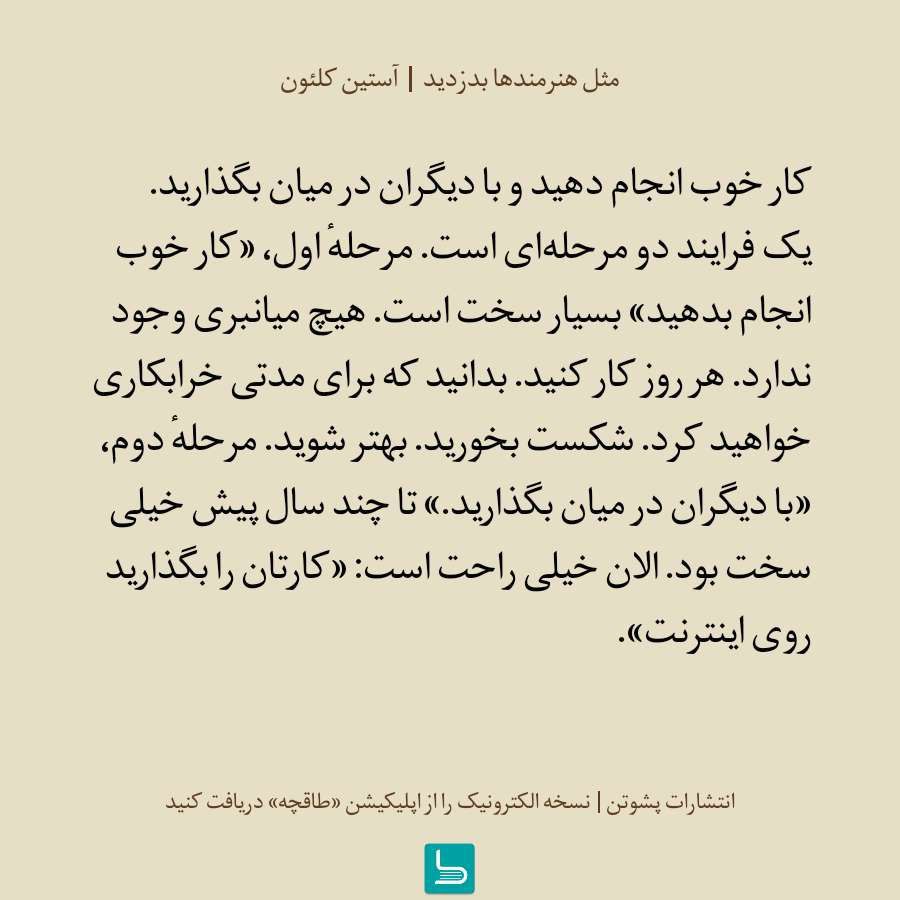 مثل هنرمندها بدزدید | آستین کلئون
کار خوب انجام دهید و با دیگران در میان بگذارید.
یک فرایند دو مرحله‌ای است. مرحلهٔ اول، «کار خوب
انجام بدهید» بسیار سخت است. هیچ میانبری وجود
ندارد. هر روز کار کنید. بدانید که برای مدتی خرابکاری
خواهید کرد. شکست بخورید. بهتر شوید. مرحلهٔ دوم،
«با دیگران در میان بگذارید.» تا چند سال پیش خیلی
سخت بود. الان خیلی راحت است: «کارتان را بگذارید
روی اینترنت».
انتشارات پشوتن | نسخه الکترونیک را از اپلیکیشن «طاقچه» دریافت کنید